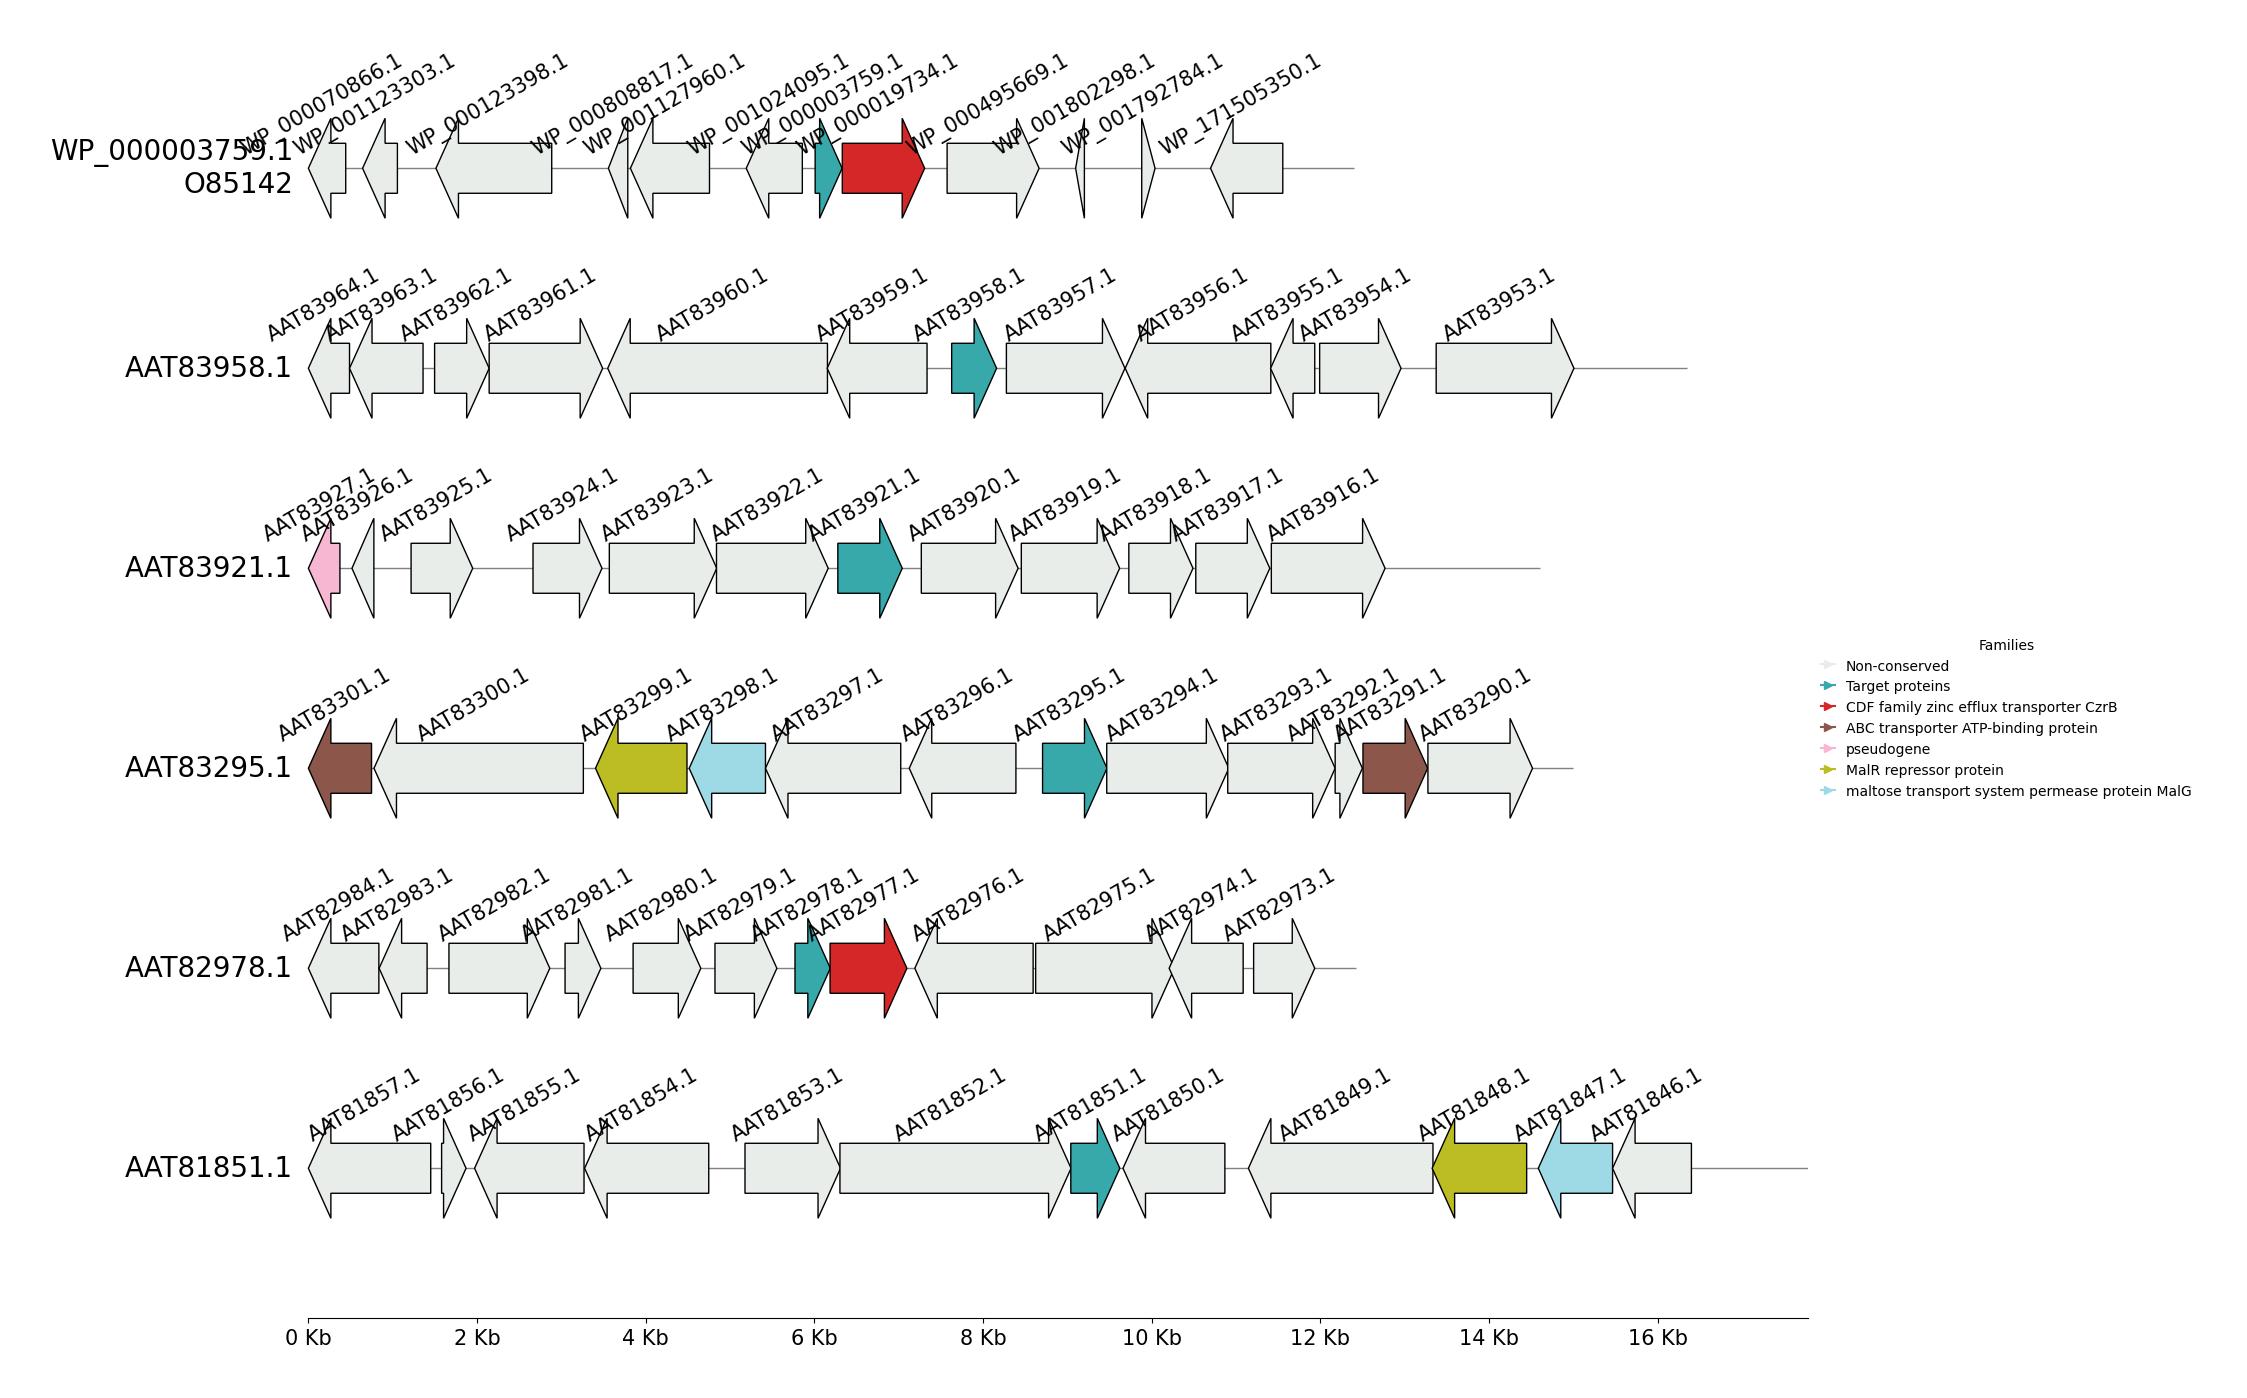 WP_000070866.1
WP_001123303.1
WP_000123398.1
WP_000808817.1
WP_001127960.1
WP_001024095.1
WP_000003759.1
WP_000019734.1
WP_000495669.1
WP_001802298.1
WP_001792784.1
WP_171505350.1
WP_000003759.1
O85142
AAT83964.1
AAT83963.1
AAT83962.1
AAT83961.1
AAT83960.1
AAT83959.1
AAT83958.1
AAT83957.1
AAT83956.1
AAT83955.1
AAT83954.1
AAT83953.1
AAT83958.1
AAT83927.1
AAT83926.1
AAT83925.1
AAT83924.1
AAT83923.1
AAT83922.1
AAT83921.1
AAT83920.1
AAT83919.1
AAT83918.1
AAT83917.1
AAT83916.1
AAT83921.1
AAT83301.1
AAT83300.1
AAT83299.1
AAT83298.1
AAT83297.1
AAT83296.1
AAT83295.1
AAT83294.1
AAT83293.1
AAT83292.1
AAT83291.1
AAT83290.1
AAT83295.1
AAT82984.1
AAT82983.1
AAT82982.1
AAT82981.1
AAT82980.1
AAT82979.1
AAT82978.1
AAT82977.1
AAT82976.1
AAT82975.1
AAT82974.1
AAT82973.1
AAT82978.1
AAT81857.1
AAT81856.1
AAT81855.1
AAT81854.1
AAT81853.1
AAT81852.1
AAT81851.1
AAT81850.1
AAT81849.1
AAT81848.1
AAT81847.1
AAT81846.1
AAT81851.1
0 Kb
2 Kb
4 Kb
6 Kb
8 Kb
10 Kb
12 Kb
14 Kb
16 Kb
Families
Non-conserved
Target proteins
CDF family zinc efflux transporter CzrB
ABC transporter ATP-binding protein
pseudogene
MalR repressor protein
maltose transport system permease protein MalG